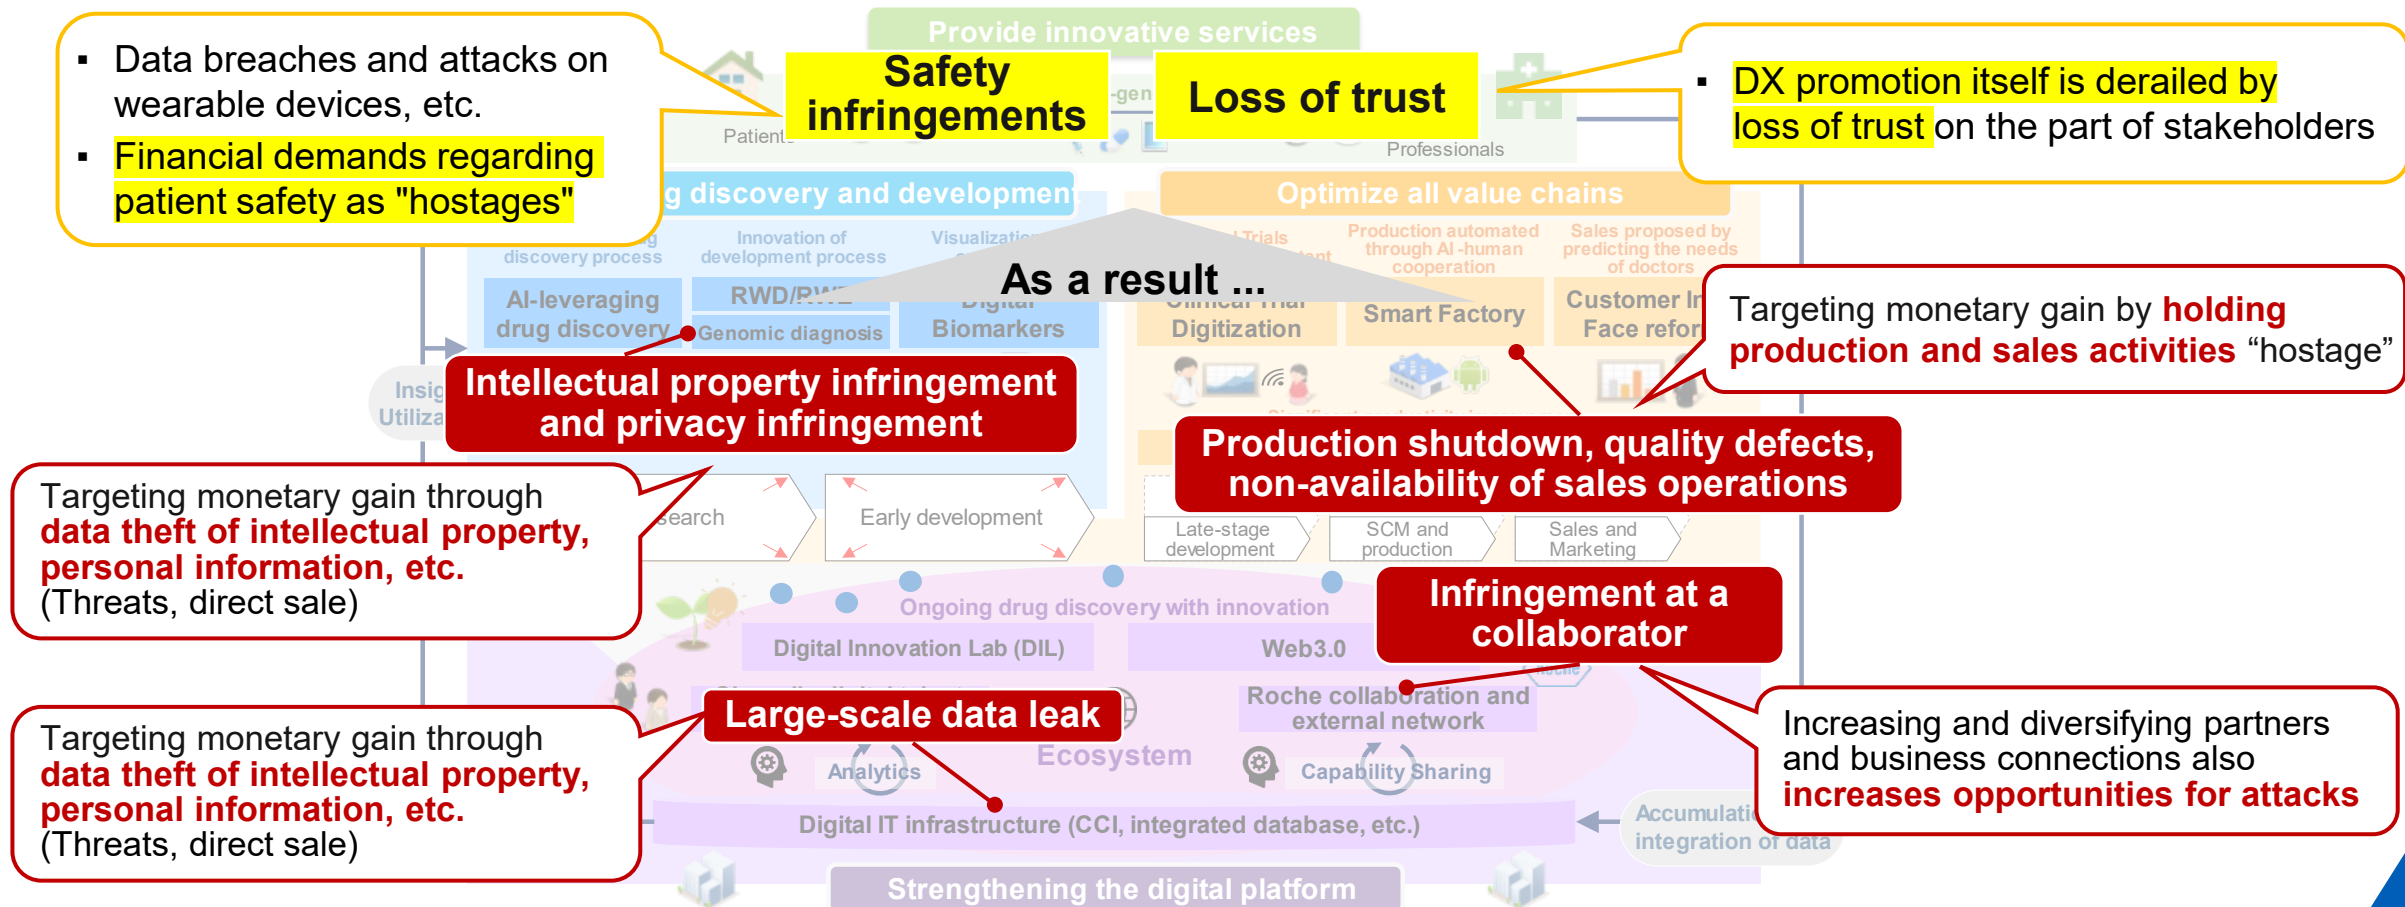 Provide innovative services
▪ Data breaches and attacks on
wearable devices, etc.
▪ Financial demands regarding
patient safety as "hostages"
Safety
infringements
Loss of trust
▪ DX promotion itself is derailed by
loss of trust on the part of stakeholders
-gen
Professionals
discovery and development
Optimize all value chains
discovery process
Innovation of
development process
Trials
Production automated
through AI-human
cooperation
Sales proposed by
predicting the needs
of doctors
As a result ...
AI-leveraging
drug discovery
Genomic diagnosis
Digital
Biomarkers
Clinical Trial
Digitization
Smart Factory
Customer
Face
Targeting monetary gain by holding
production and sales activities “hostage”
Intellectual property infringement
and privacy infringement
Production shutdown, quality defects,
non-availability of sales operations
Targeting monetary gain through
data theft of intellectual property,
personal information, etc.
(Threats, direct sale)
Early development
Late-stage
development
SCM and
production
Sales and
Marketing
Ongoing drug discovery with innovation
Infringement at a
collaborator
Digital Innovation Lab (DIL)
Web3.0
Large-scale data leak
Roche collaboration and
external network
Targeting monetary gain through
data theft of intellectual property,
personal information, etc.
(Threats, direct sale)
Ecosystem
Analytics
Capability Sharing
Increasing and diversifying partners
and business connections also
increases opportunities for attacks
Digital IT infrastructure (CCI, integrated database, etc.)
integration of data
Strengthening the digital platform